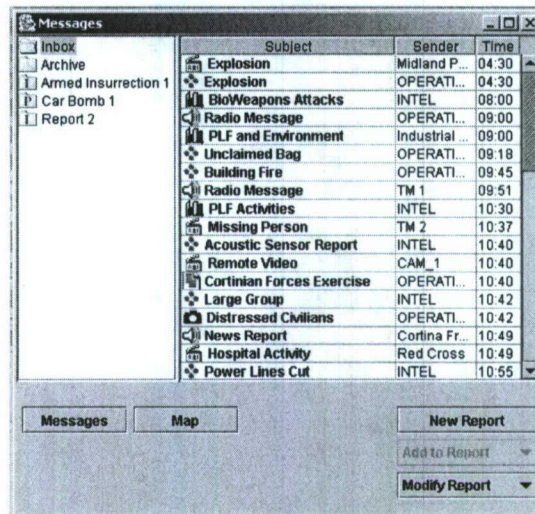 Messages
Inbox
Archive
Armed Insurrection 1
Car Bomb 1
Report 2
Subject Sender Time
Explosion Midland P... 04:30
Explosion OPERATI... 04:30
BioWeapons Attacks INTEL 08:00
Radio Message OPERATI... 09:00
PLF and Environment Industrial ... 09:00
Unclaimed Bag OPERATI... 09:18
Building Fire OPERATI... 09:45
Radio Message TM 1 09:51
PLF Activities INTEL 10:30
Missing Person TM 2 10:37
Acoustic Sensor Report INTEL 10:40
Remote Video CAM_1 10:40
Cortinian Forces Exercise OPERATI... 10:40
Large Group INTEL 10:42
Distressed Civilians OPERATI... 10:42
News Report Cortina Fr... 10:49
Hospital Activity Red Cross 10:49
Power Lines Cut INTEL 10:55
Messages Map New Report
Add to Report
Modify Report